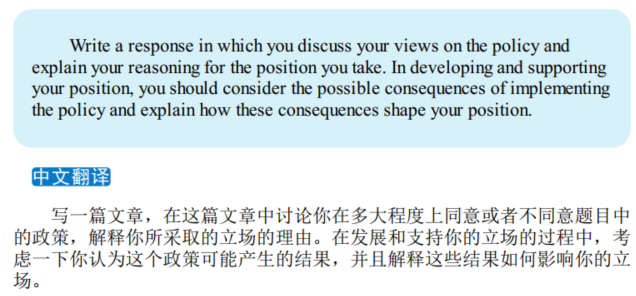 Write a response in which you discuss your views on the policy and
explain your reasoning for the position you take. In developing and supporting
your position, you should consider the possible consequences of implementing
the policy and explain how these consequences shape your position.
中文翻译
写一篇文章，在这篇文章中讨论你在多大程度上同意或者不同意题目中
的政策，解释你所采取的立场的理由。在发展和支持你的立场的过程中，考
虑一下你认为这个政策可能产生的结果，并且解释这些结果如何影响你的立
场。